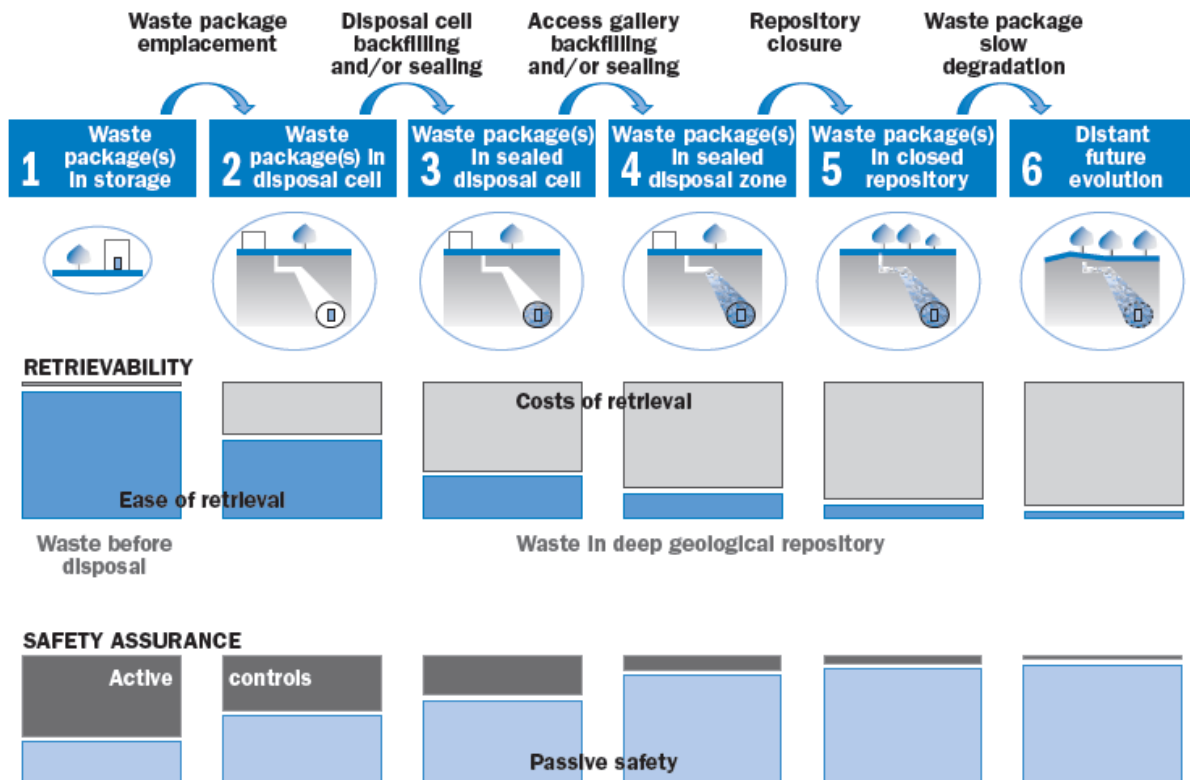 Waste package
emplacement
Disposal cell
backfilling
and/or sealing
Access gallery
backfilling
and/or sealing
Repository
closure
Waste package
slow
degradation
1 Waste
package(s)
in storage
2 Waste
package(s) in
disposal cell
3 Waste package(s)
in sealed
disposal cell
4 Waste package(s)
in sealed
disposal zone
5 Waste package(s)
in closed
repository
6 Distant
future
evolution
RETRIEVABILITY
Costs of retrieval
Ease of retrieval
Waste before
disposal
Waste in deep geological repository
SAFETY ASSURANCE
Active controls
Passive safety